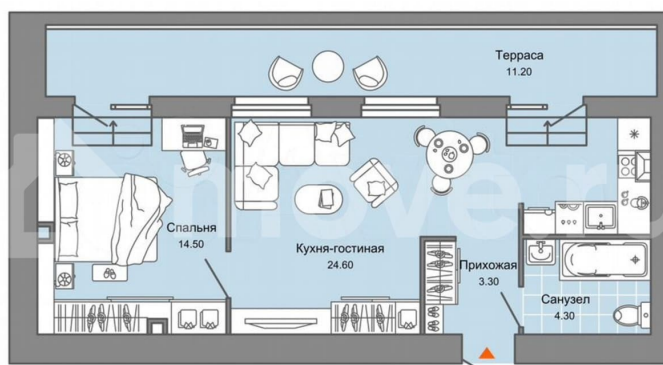 Терраса
11.20
Спальня
14.50
Кухня-гостиная
24.60
Прихожая
3.30
Санузел
4.30
move.ru